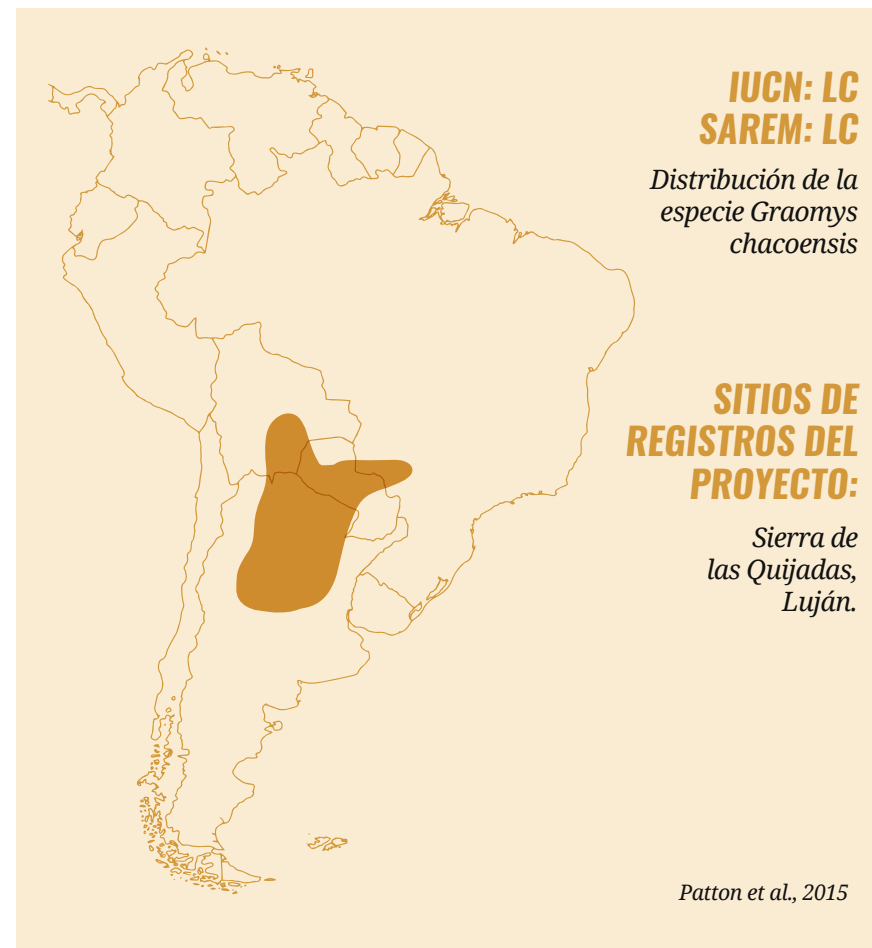 IUCN: LC
SAREM: LC
Distribución de la
especie Graomys
chacoensis
SITIOS DE
REGISTROS DEL
PROYECTO:
Sierra de
las Quijadas,
Luján.
Patton et al., 2015